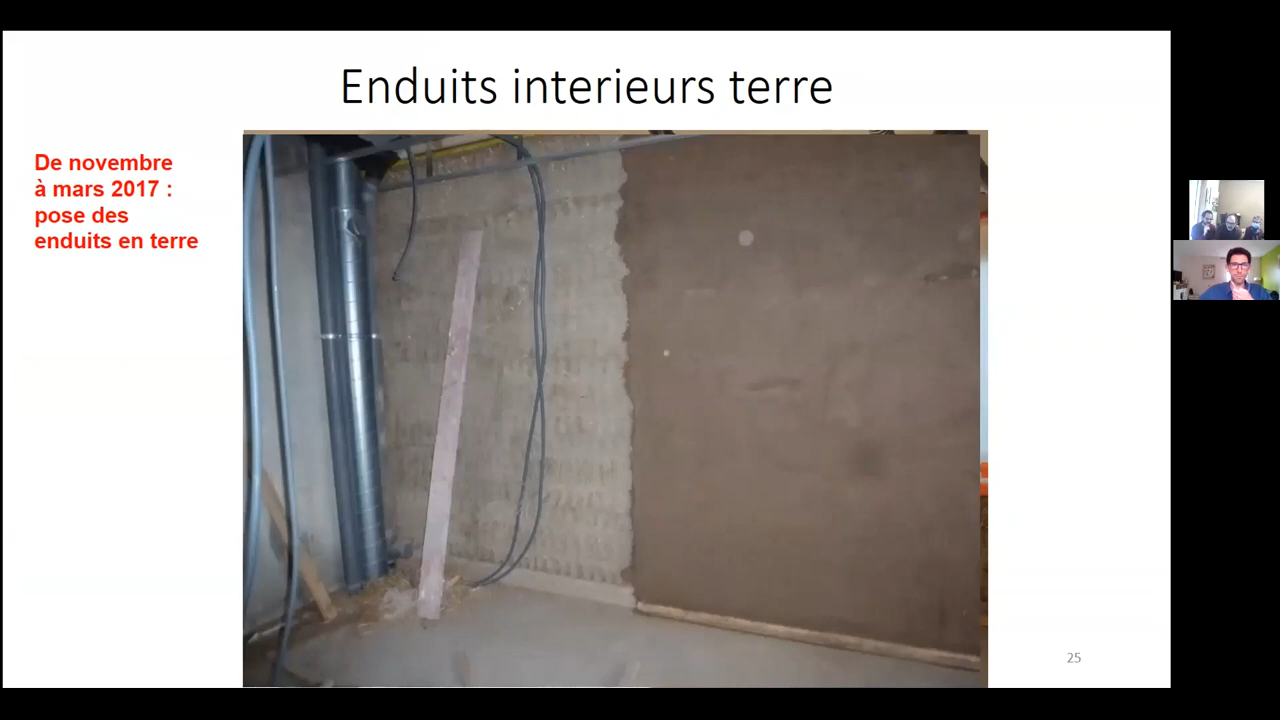 Enduits interieurs terre
De novembre
à mars 2017 :
pose des
enduits en terre
25